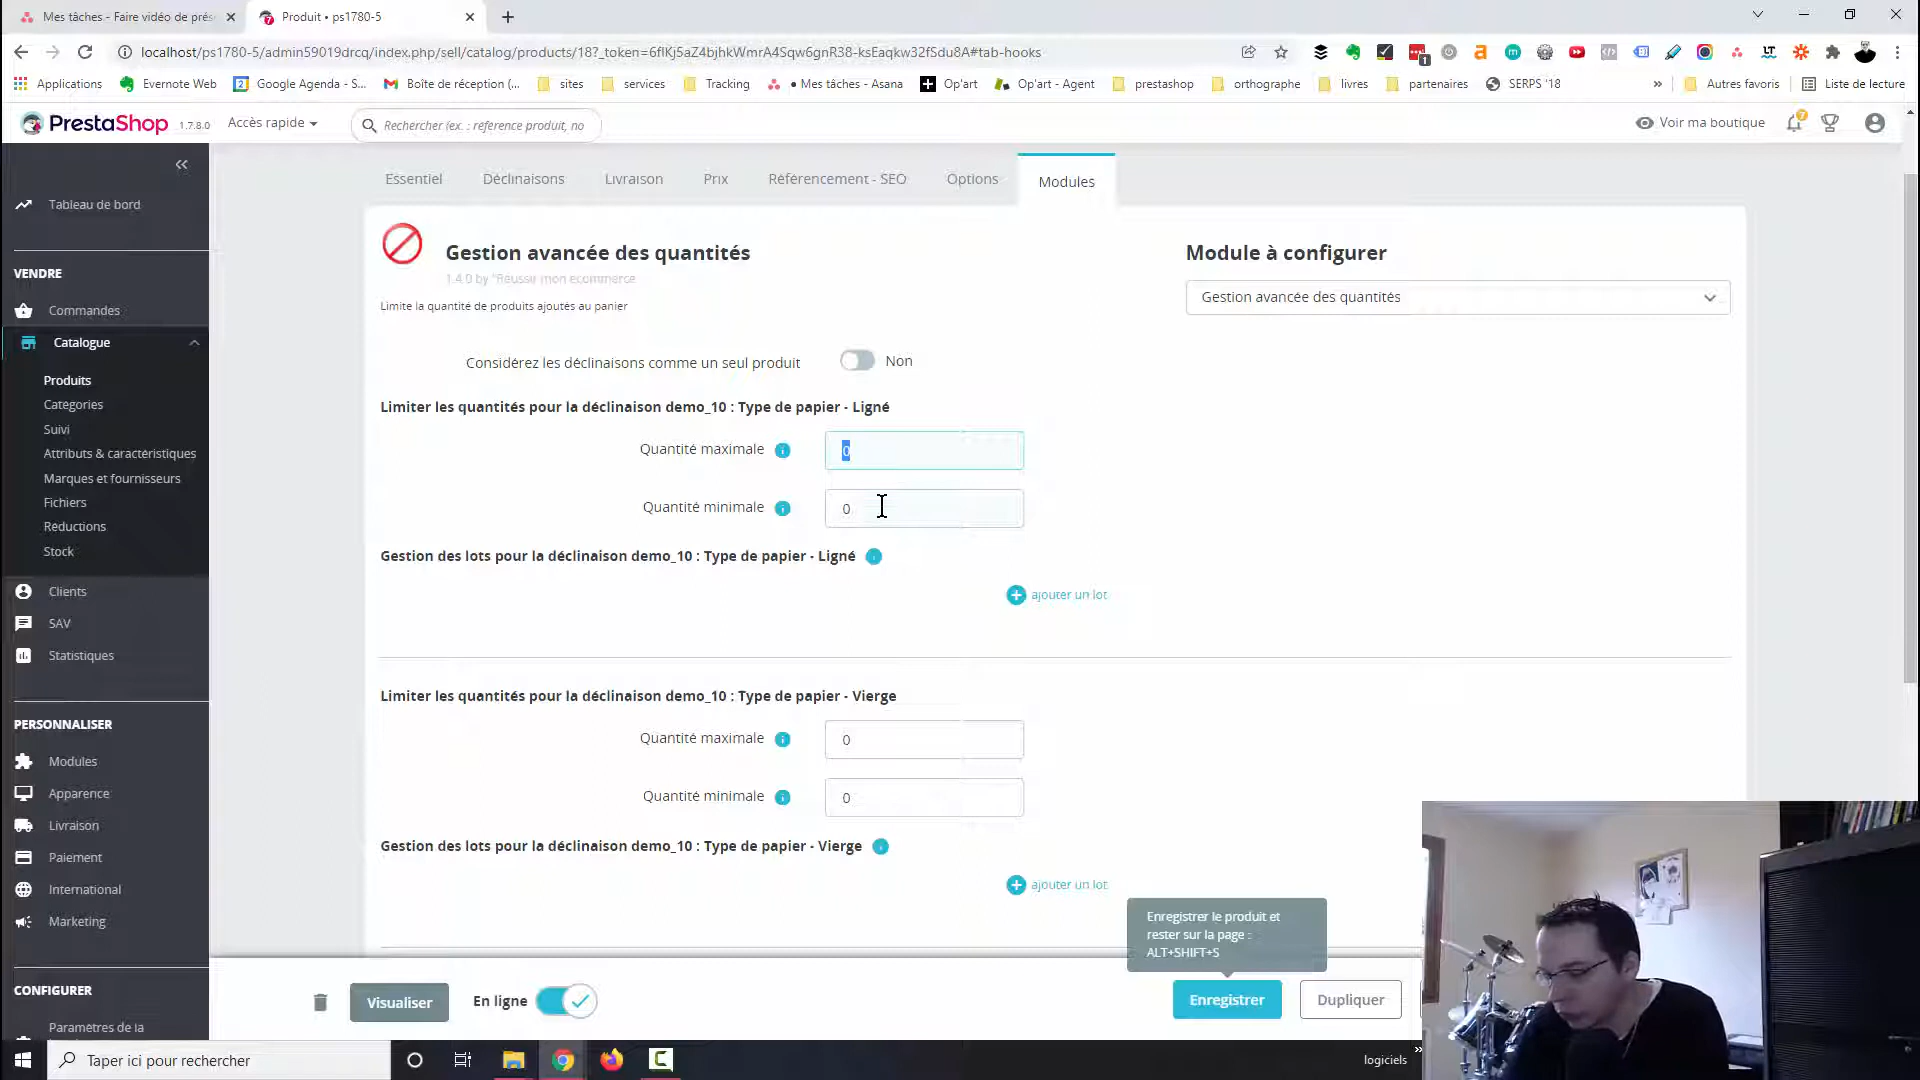 Mes tâches - Faire vidéo de prés
Produit • ps1780-5
localhost/ps1780-5/admin59019drcq/index.php/sell/catalog/products/18?_token=6flKj5aZ4bjhkWmrA4Sqw6gnR38-ksEaqkw32fSdu8A#tab-hooks
Applications
Evernote Web
Google Agenda - S...
Boîte de réception (...
sites
services
Tracking
• Mes tâches - Asana
Op'art
Op'art - Agent
prestashop
orthographe
livres
partenaires
SERPS '18
»
Autres favoris
Liste de lecture
PrestaShop 1.7.8.0
Accès rapide
Rechercher (ex. : référence produit, no
Voir ma boutique
7
Tableau de bord
VENDRE
Commandes
Catalogue
Produits
Catégories
Suivi
Attributs & caractéristiques
Marques et fournisseurs
Fichiers
Réductions
Stock
Clients
SAV
Statistiques
PERSONNALISER
Modules
Apparence
Livraison
Paiement
International
Marketing
CONFIGURER
Paramètres de la
Essentiel
Déclinaisons
Livraison
Prix
Référencement - SEO
Options
Modules
Gestion avancée des quantités
1.4.0 by "Réussir mon ecommerce
Limite la quantité de produits ajoutés au panier
Module à configurer
Gestion avancée des quantités
Considérez les déclinaisons comme un seul produit
Non
Limiter les quantités pour la déclinaison demo_10 : Type de papier - Ligné
Quantité maximale
0
Quantité minimale
0
Gestion des lots pour la déclinaison demo_10 : Type de papier - Ligné
ajouter un lot
Limiter les quantités pour la déclinaison demo_10 : Type de papier - Vierge
Quantité maximale
0
Quantité minimale
0
Gestion des lots pour la déclinaison demo_10 : Type de papier - Vierge
ajouter un lot
Enregistrer le produit et
rester sur la page :
ALT+SHIFT+S
Visualiser
En ligne
Enregistrer
Dupliquer
Taper ici pour rechercher
logiciels
»